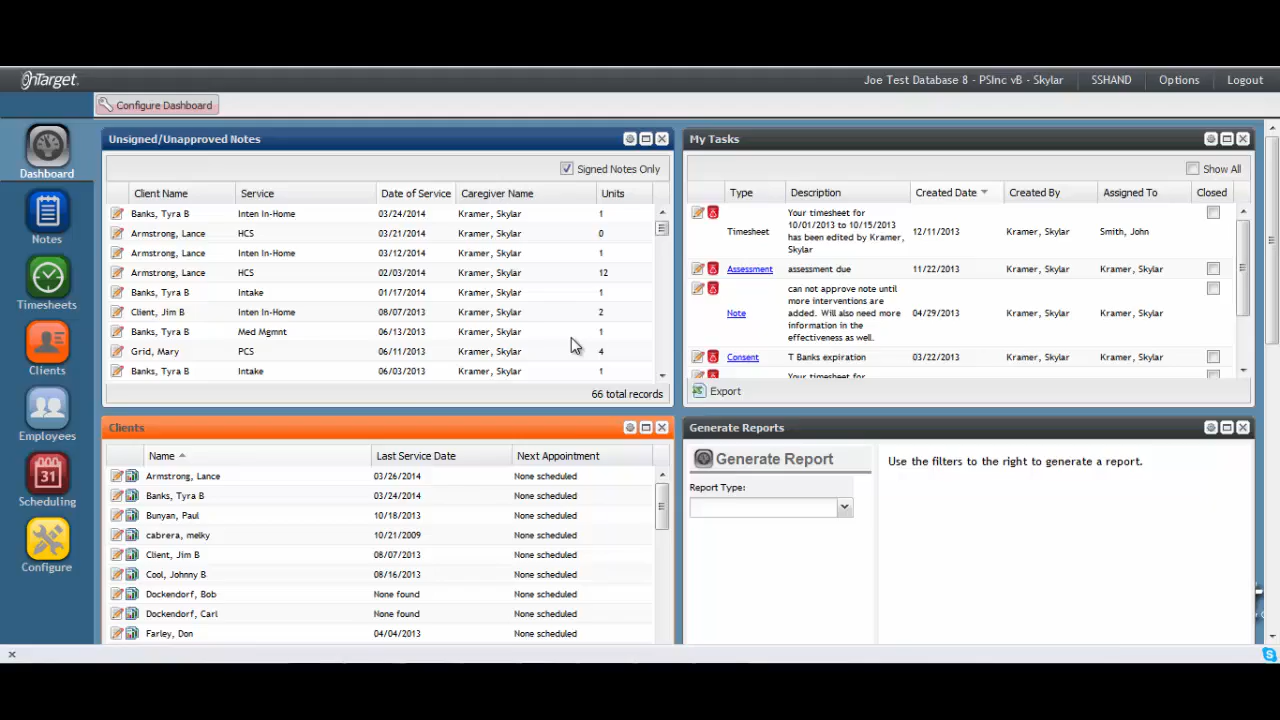 OnTarget
Joe Test Database 8 - PSInc vB - Skylar SSHAND Options Logout
Configure Dashboard
Dashboard
Notes
Timesheets
Clients
Employees
31
Scheduling
Configure
Unsigned/Unapproved Notes
Signed Notes Only
Client Name Service Date of Service Caregiver Name Units
Banks, Tyra B Inten In-Home 03/24/2014 Kramer, Skylar 1
Armstrong, Lance HCS 03/21/2014 Kramer, Skylar 0
Armstrong, Lance Inten In-Home 03/12/2014 Kramer, Skylar 1
Armstrong, Lance HCS 02/03/2014 Kramer, Skylar 12
Banks, Tyra B Intake 01/17/2014 Kramer, Skylar 1
Client, Jim B Inten In-Home 08/07/2013 Kramer, Skylar 2
Banks, Tyra B Med Mgmnt 06/13/2013 Kramer, Skylar 1
Grid, Mary PCS 06/11/2013 Kramer, Skylar 4
Banks, Tyra B Intake 06/03/2013 Kramer, Skylar 1
66 total records
My Tasks
Show All
Type Description Created Date Created By Assigned To Closed
Timesheet Your timesheet for
10/01/2013 to 10/15/2013
has been edited by Kramer,
Skylar 12/11/2013 Kramer, Skylar Smith, John
Assessment assessment due 11/22/2013 Kramer, Skylar Kramer, Skylar
Note can not approve note until
more interventions are
added. Will also need more
information in the
effectiveness as well. 04/29/2013 Kramer, Skylar Kramer, Skylar
Consent T Banks expiration 03/22/2013 Kramer, Skylar Kramer, Skylar
Your timesheet for
Export
Clients
Name Last Service Date Next Appointment
Armstrong, Lance 03/26/2014 None scheduled
Banks, Tyra B 03/24/2014 None scheduled
Bunyan, Paul 10/18/2013 None scheduled
cabrera, melky 10/21/2009 None scheduled
Client, Jim B 08/07/2013 None scheduled
Cool, Johnny B 08/16/2013 None scheduled
Dockendorf, Bob None found None scheduled
Dockendorf, Carl None found None scheduled
Farley, Don 04/04/2013 None scheduled
Generate Reports
Generate Report
Report Type:
Use the filters to the right to generate a report.